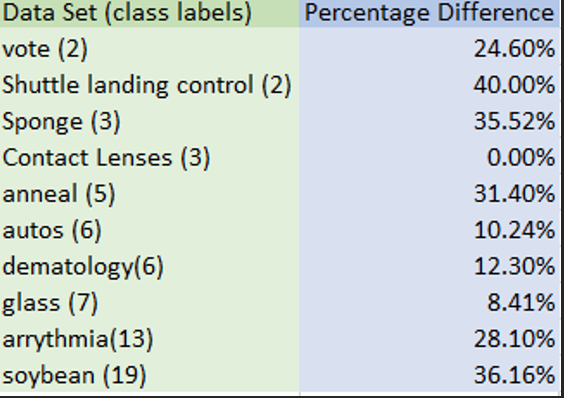 Data Set (class labels) Percentage Difference
vote (2) 24.60%
Shuttle landing control (2) 40.00%
Sponge (3) 35.52%
Contact Lenses (3) 0.00%
anneal (5) 31.40%
autos (6) 10.24%
dematology(6) 12.30%
glass (7) 8.41%
arrythmia(13) 28.10%
soybean (19) 36.16%